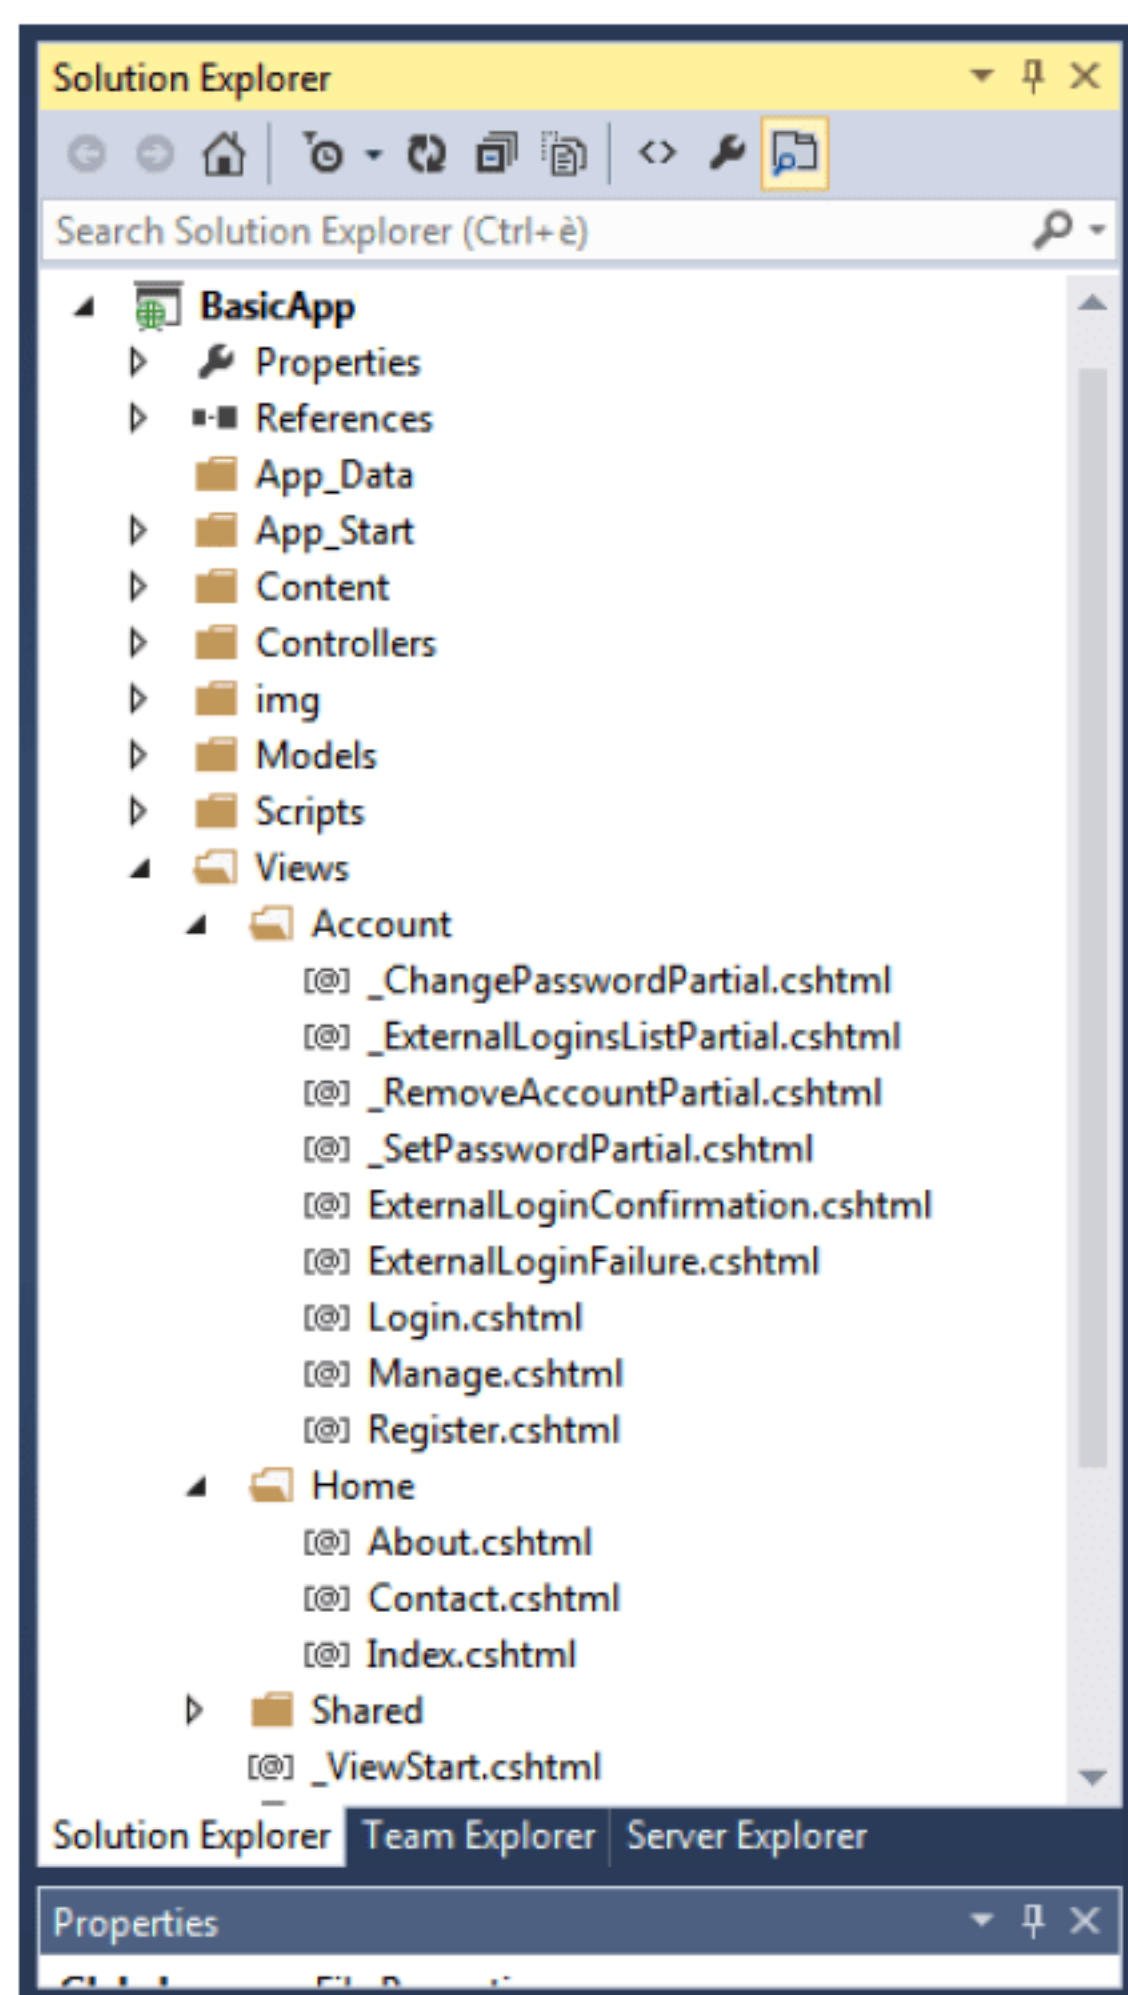 Solution Explorer
Search Solution Explorer (Ctrl+è)
BasicApp
Properties
References
App_Data
App_Start
Content
Controllers
img
Models
Scripts
Views
Account
[@] _ChangePasswordPartial.cshtml
[@] _ExternalLoginsListPartial.cshtml
[@] _RemoveAccountPartial.cshtml
[@] _SetPasswordPartial.cshtml
[@] ExternalLoginConfirmation.cshtml
[@] ExternalLoginFailure.cshtml
[@] Login.cshtml
[@] Manage.cshtml
[@] Register.cshtml
Home
[@] About.cshtml
[@] Contact.cshtml
[@] Index.cshtml
Shared
[@] _ViewStart.cshtml
Solution Explorer Team Explorer Server Explorer
Properties